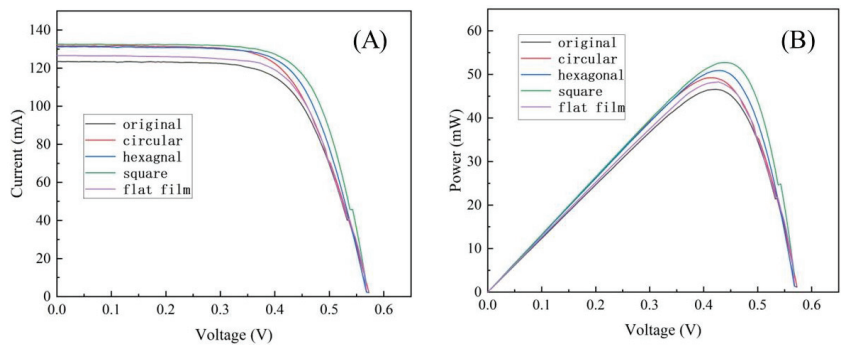 (A)
140
120
100
80
60
40
20
0
Current (mA)
original
circular
hexagnal
square
flat film
0.0 0.1 0.2 0.3 0.4 0.5 0.6
Voltage (V)
(B)
60
50
40
30
20
10
0
Power (mW)
original
circular
hexagonal
square
flat film
0.0 0.1 0.2 0.3 0.4 0.5 0.6
Voltage (V)